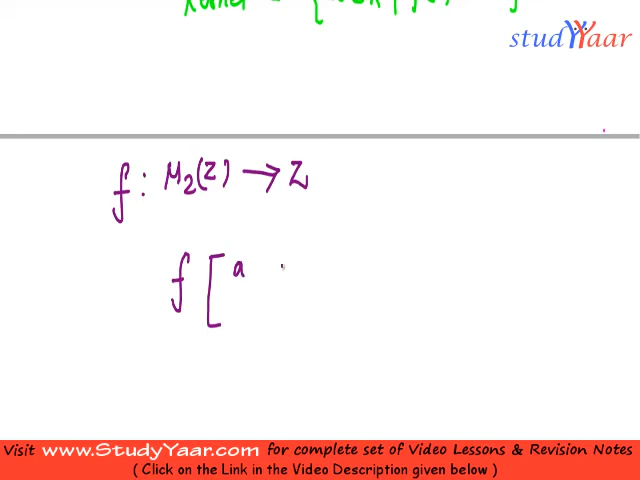 studYYaar
f : M₂(Z) → Z
f [ a
Visit www.StudyYaar.com for complete set of Video Lessons & Revision Notes
( Click on the Link in the Video Description given below )